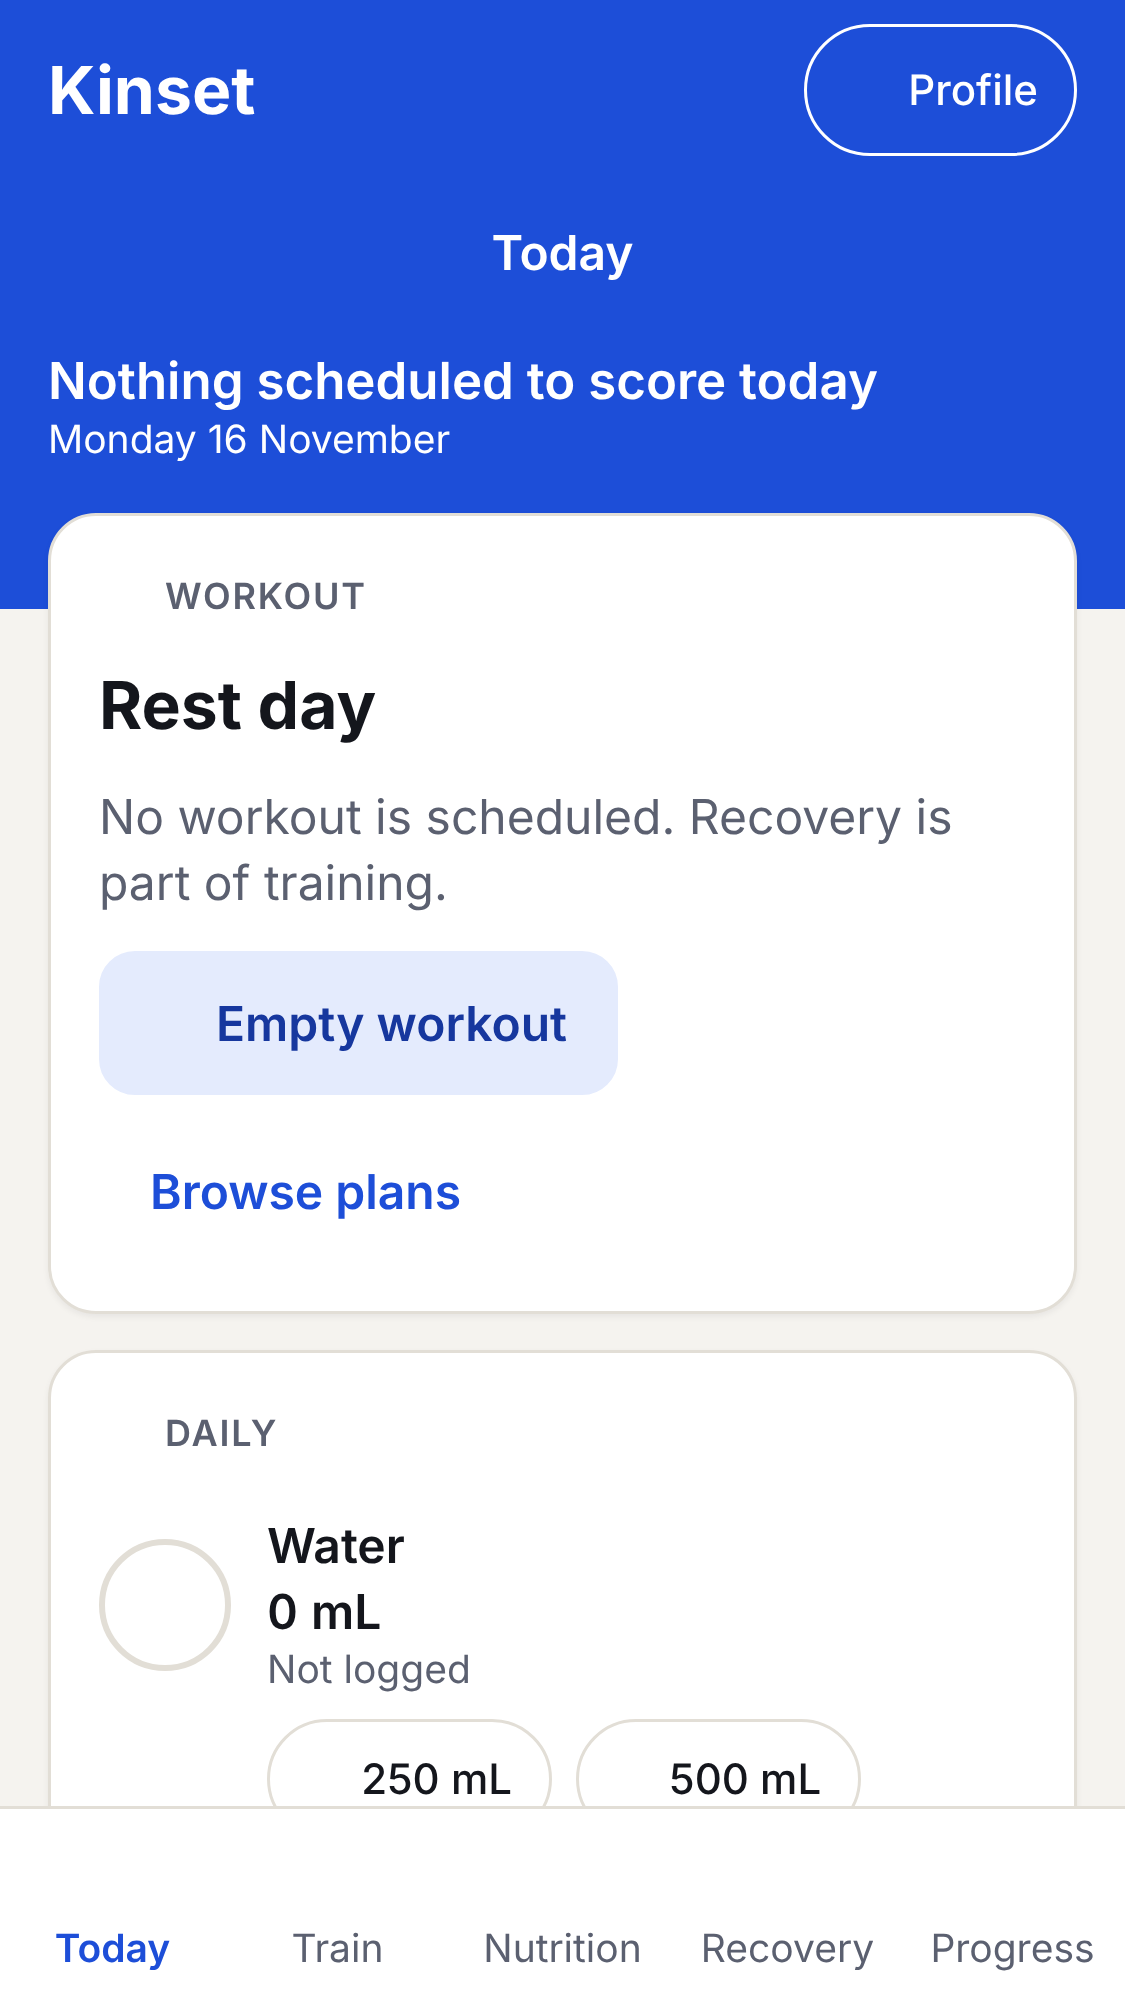 Kinset
Profile
Today
Nothing scheduled to score today
Monday 16 November
WORKOUT
Rest day
No workout is scheduled. Recovery is
part of training.
Empty workout
Browse plans
DAILY
Water
0 mL
Not logged
250 mL
500 mL
Today
Train
Nutrition
Recovery
Progress